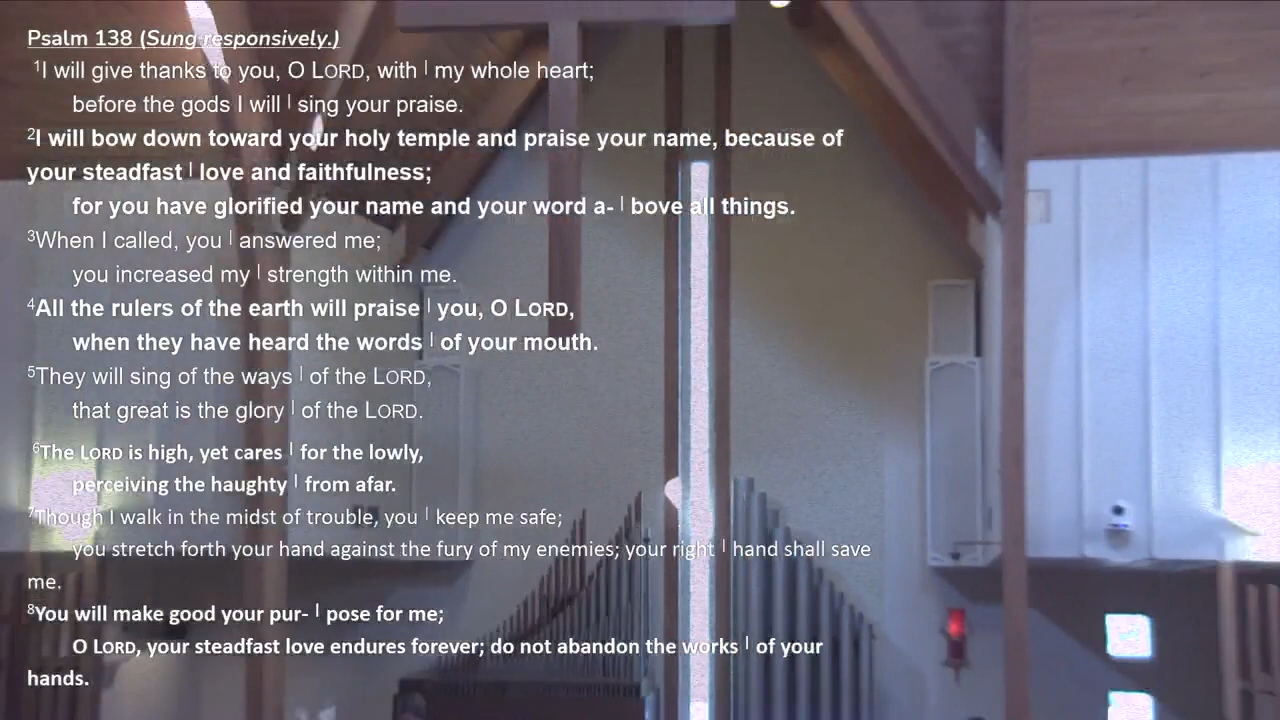 Psalm 138 (Sung responsively.)
¹I will give thanks to you, O LORD, with | my whole heart;
before the gods I will | sing your praise.
²I will bow down toward your holy temple and praise your name, because of
your steadfast | love and faithfulness;
for you have glorified your name and your word a- | bove all things.
³When I called, you | answered me;
you increased my | strength within me.
⁴All the rulers of the earth will praise | you, O LORD,
when they have heard the words | of your mouth.
⁵They will sing of the ways | of the LORD,
that great is the glory | of the LORD.
⁶The LORD is high, yet cares | for the lowly,
perceiving the haughty | from afar.
⁷Though I walk in the midst of trouble, you | keep me safe;
you stretch forth your hand against the fury of my enemies; your right | hand shall save
me.
⁸You will make good your pur- | pose for me;
O LORD, your steadfast love endures forever; do not abandon the works | of your
hands.